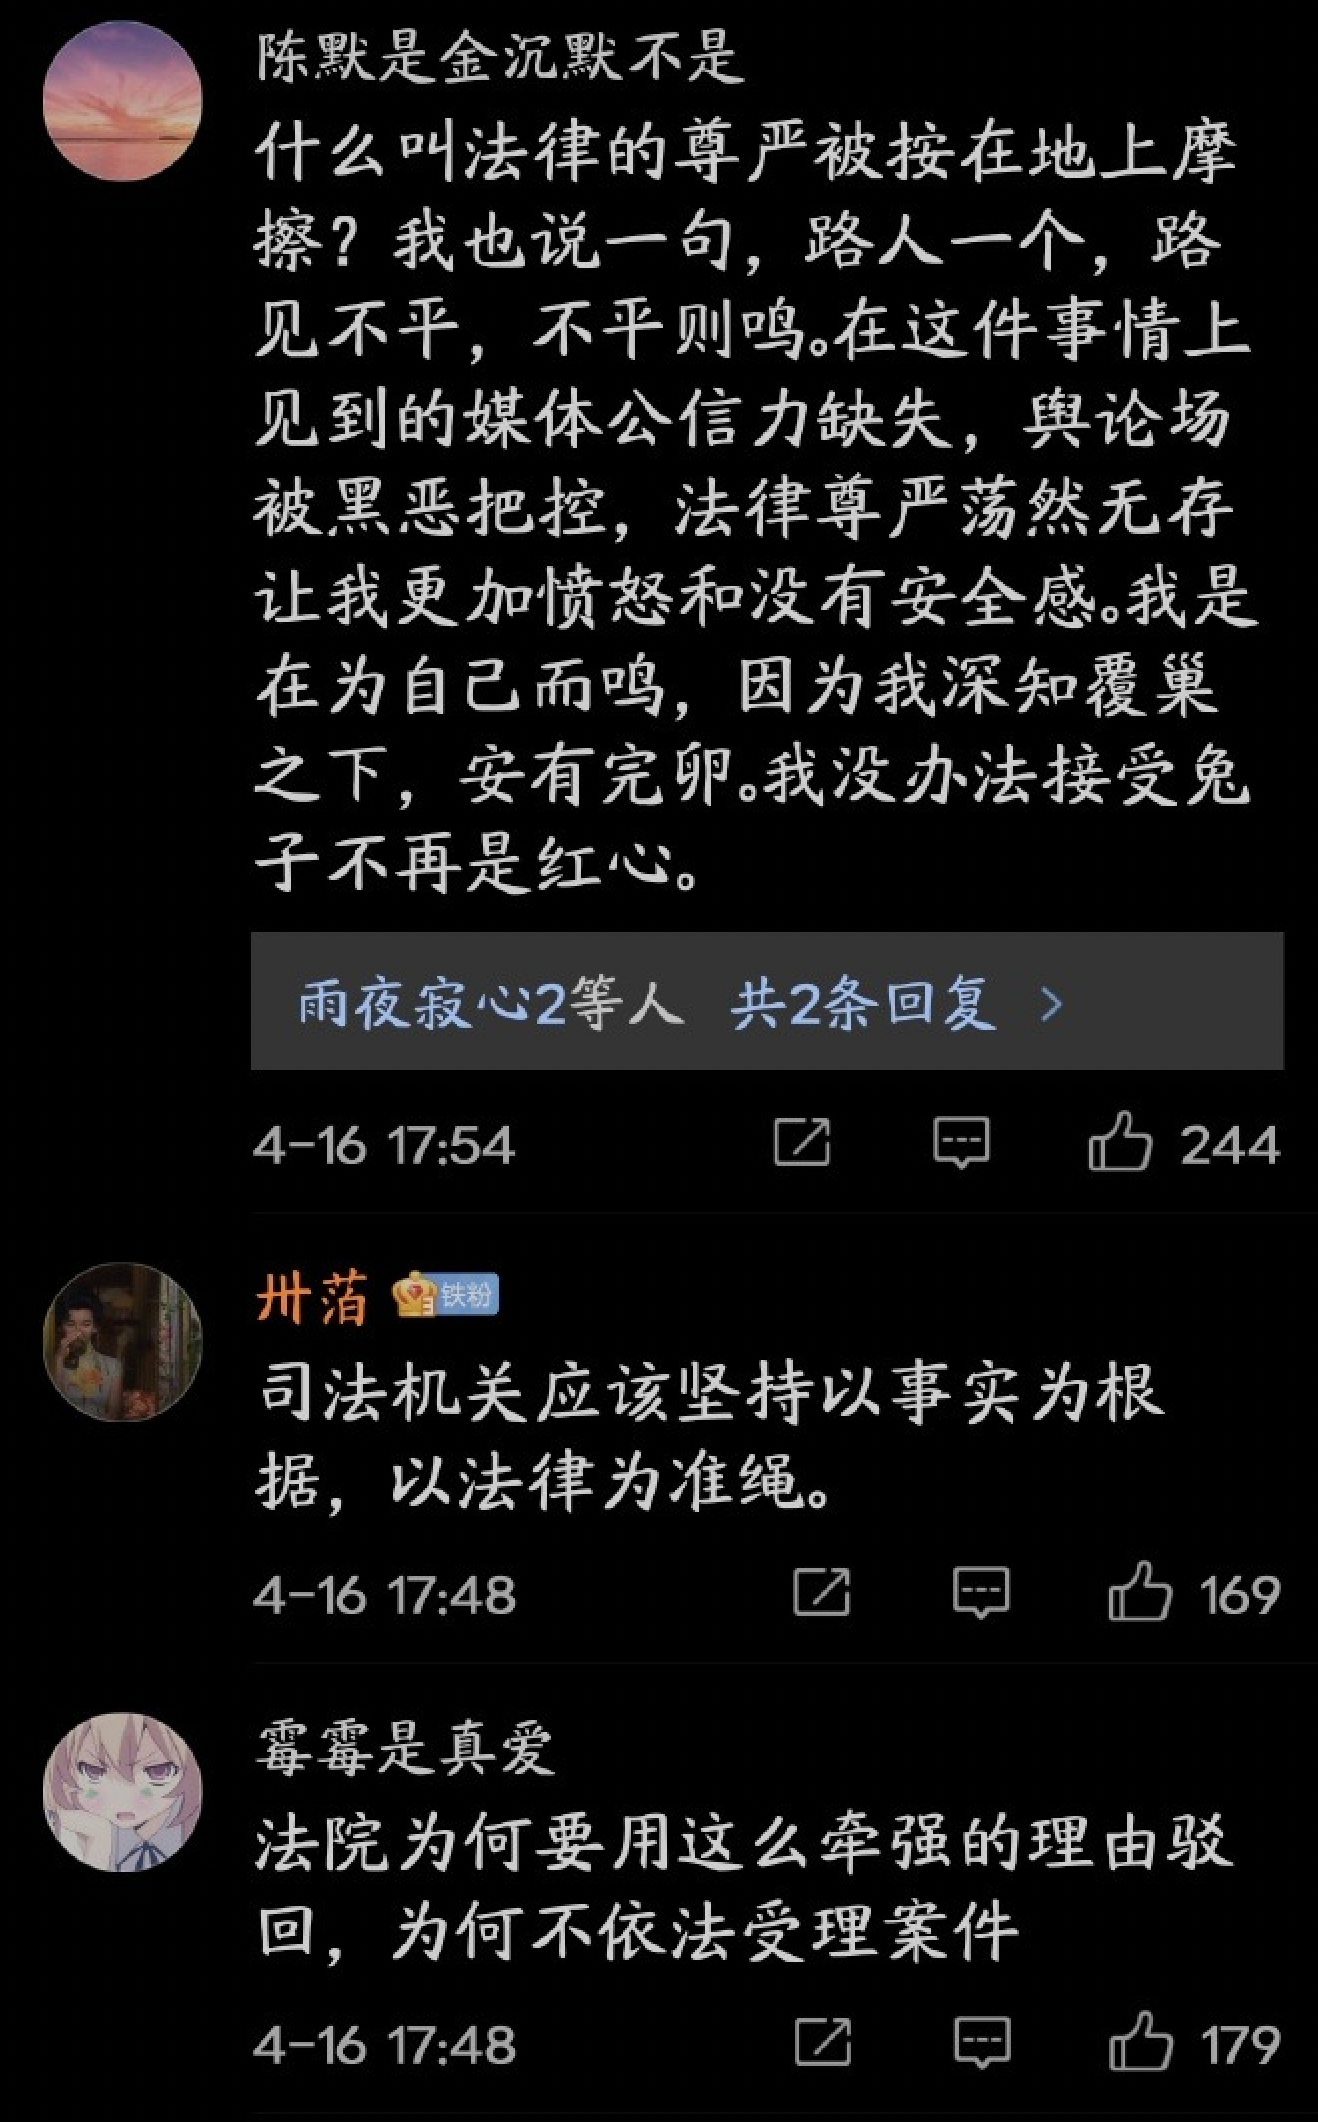 陈默是金沉默不是
什么叫法律的尊严被按在地上摩
擦？我也说一句，路人一个，路
见不平，不平则鸣。在这件事情上
见到的媒体公信力缺失，舆论场
被黑恶把控，法律尊严荡然无存
让我更加愤怒和没有安全感。我是
在为自己而鸣，因为我深知覆巢
之下，安有完卵。我没办法接受兔
子不再是红心。
雨夜寂心2等人 共2条回复 >
4-16 17:54 244
卅萡 铁粉
司法机关应该坚持以事实为根
据，以法律为准绳。
4-16 17:48 169
霉霉是真爱
法院为何要用这么牵强的理由驳
回，为何不依法受理案件
4-16 17:48 179